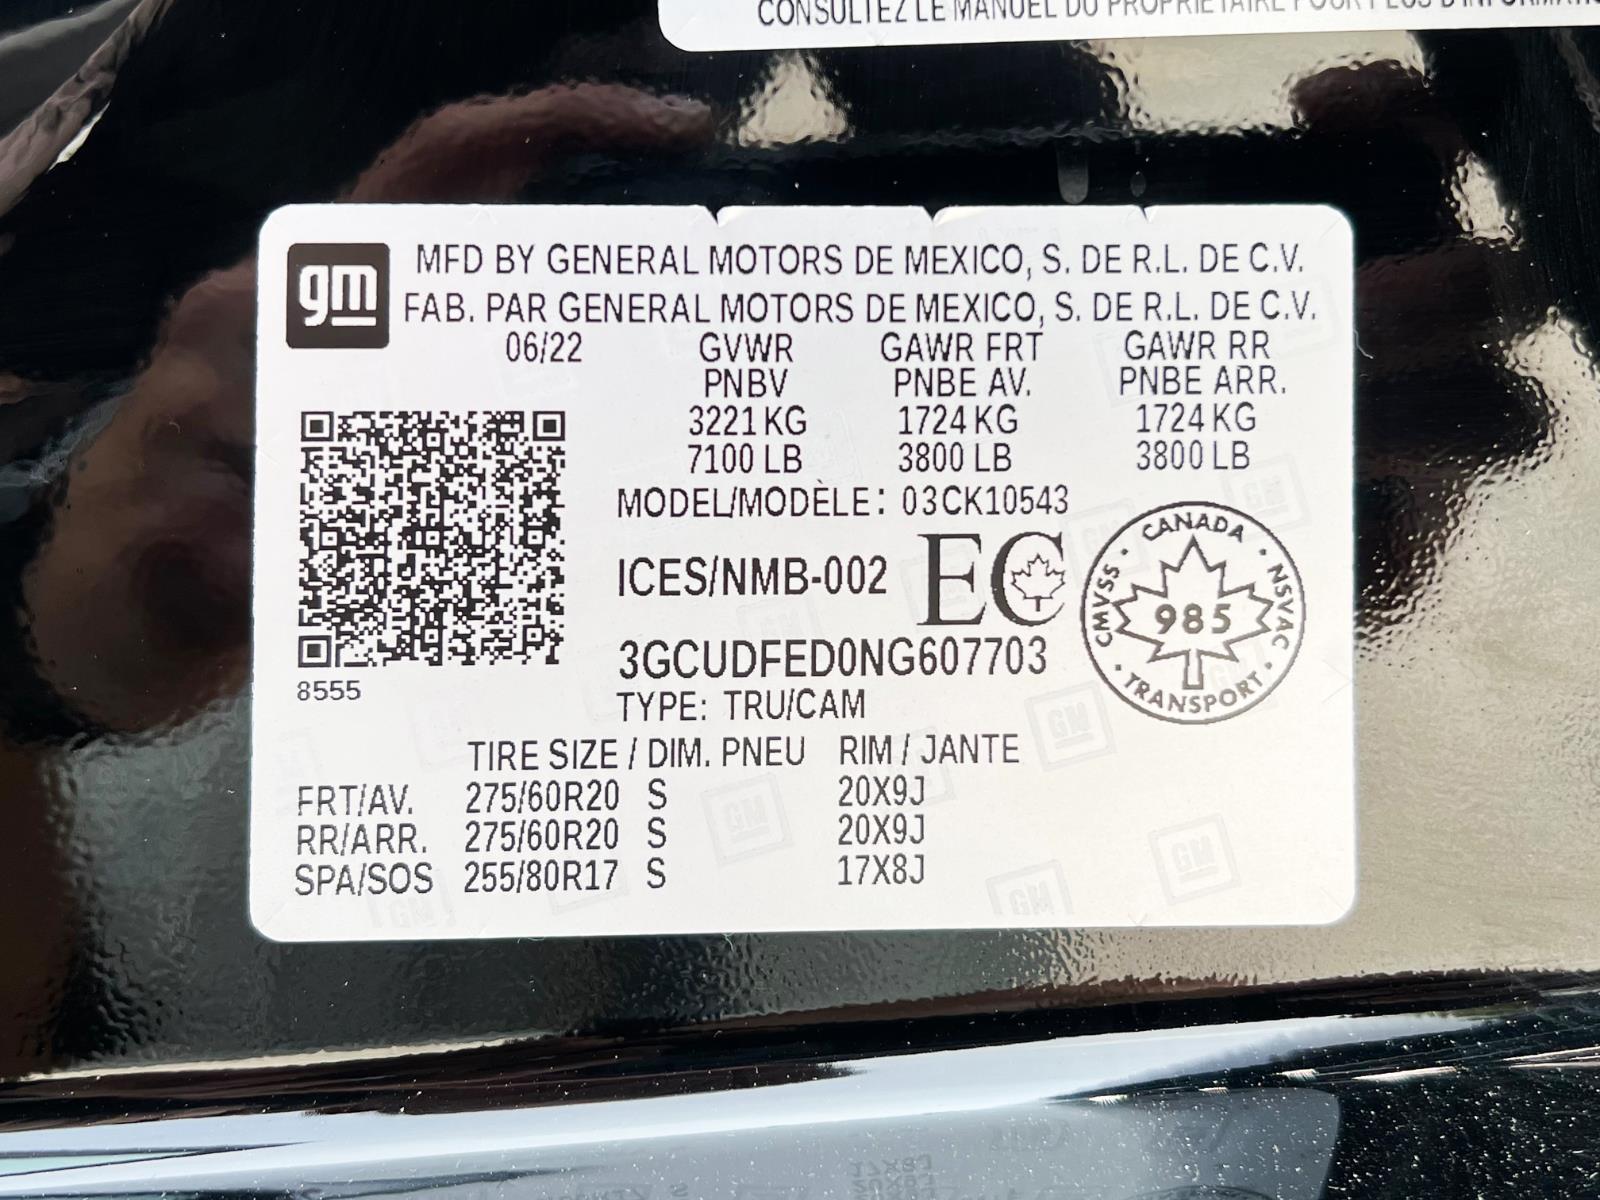 CONSULTEZ LE MANUEL DU PROPRIÉTAIRE POUR PLUS
gm
MFD BY GENERAL MOTORS DE MEXICO, S. DE R.L. DE C.V.
FAB. PAR GENERAL MOTORS DE MEXICO, S. DE R.L. DE C.V.
06/22 GVWR GAWR FRT GAWR RR
PNBV PNBE AV. PNBE ARR.
3221 KG 1724 KG 1724 KG
7100 LB 3800 LB 3800 LB
MODEL/MODÈLE: 03CK10543
ICES/NMB-002 EC
CANADA · NSVAC · TRANSPORT · CMVSS ·
985
3GCUDFED0NG607703
8555
TYPE: TRU/CAM
TIRE SIZE / DIM. PNEU RIM / JANTE
FRT/AV. 275/60R20 S 20X9J
RR/ARR. 275/60R20 S 20X9J
SPA/SOS 255/80R17 S 17X8J